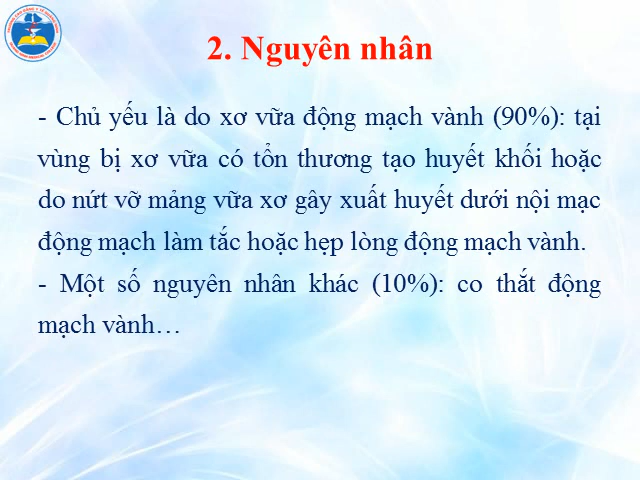 2. Nguyên nhân
- Chủ yếu là do xơ vữa động mạch vành (90%): tại
vùng bị xơ vữa có tổn thương tạo huyết khối hoặc
do nứt vỡ mảng vữa xơ gây xuất huyết dưới nội mạc
động mạch làm tắc hoặc hẹp lòng động mạch vành.
- Một số nguyên nhân khác (10%): co thắt động
mạch vành…